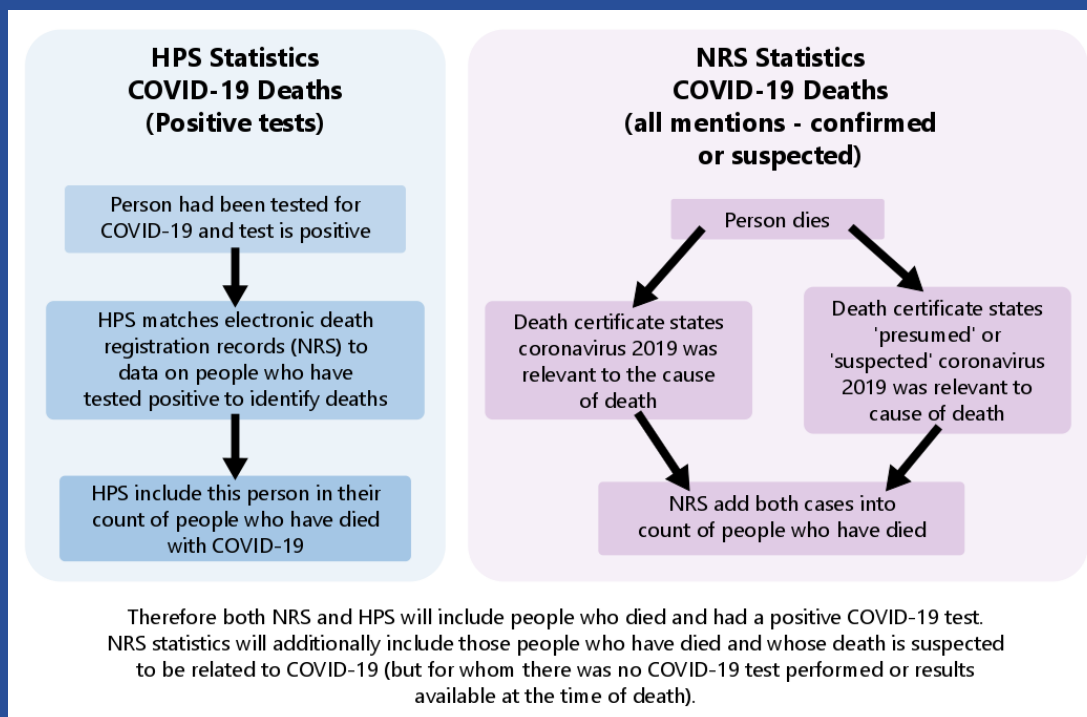 HPS Statistics
COVID-19 Deaths
(Positive tests)
Person had been tested for
COVID-19 and test is positive
HPS matches electronic death
registration records (NRS) to
data on people who have
tested positive to identify deaths
HPS include this person in their
count of people who have died
with COVID-19
NRS Statistics
COVID-19 Deaths
(all mentions - confirmed
or suspected)
Person dies
Death certificate states
coronavirus 2019 was
relevant to the cause
of death
Death certificate states
'presumed' or
'suspected' coronavirus
2019 was relevant to
cause of death
NRS add both cases into
count of people who have died
Therefore both NRS and HPS will include people who died and had a positive COVID-19 test.
NRS statistics will additionally include those people who have died and whose death is suspected
to be related to COVID-19 (but for whom there was no COVID-19 test performed or results
available at the time of death).